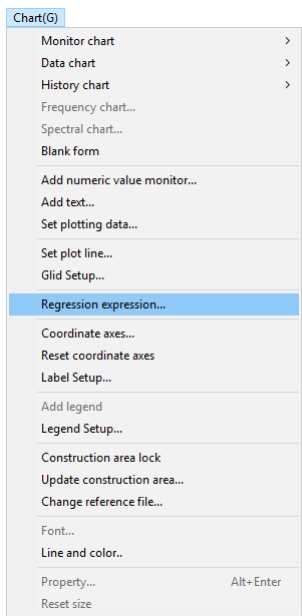 Chart(G)
Monitor chart >
Data chart >
History chart >
Frequency chart...
Spectral chart...
Blank form
Add numeric value monitor...
Add text...
Set plotting data...
Set plot line...
Glid Setup...
Regression expression...
Coordinate axes...
Reset coordinate axes
Label Setup...
Add legend
Legend Setup...
Construction area lock
Update construction area...
Change reference file...
Font...
Line and color..
Property... Alt+Enter
Reset size